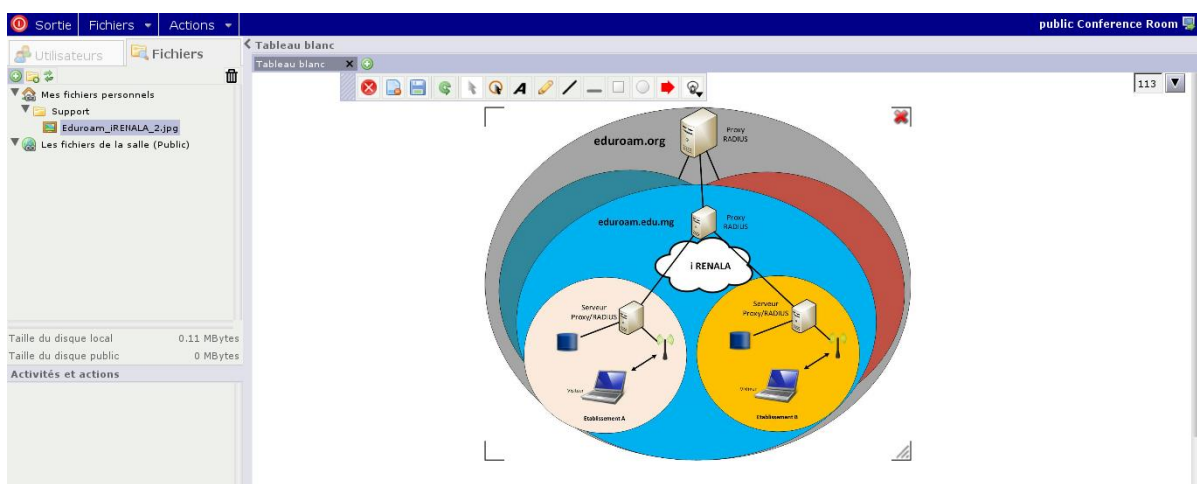 Sortie Fichiers Actions public Conference Room
Utilisateurs Fichiers
Mes fichiers personnels
Support
Eduroam_iRENALA_2.jpg
Les fichiers de la salle (Public)
Taille du disque local 0.11 MBytes
Taille du disque public 0 MBytes
Activités et actions
Tableau blanc
Tableau blanc
A
113
eduroam.org
Proxy
RADIUS
eduroam.edu.mg
Proxy
RADIUS
i RENALA
Serveur
Proxy/RADIUS
Visiteur
Etablissement A
Serveur
Proxy/RADIUS
Visiteur
Etablissement B